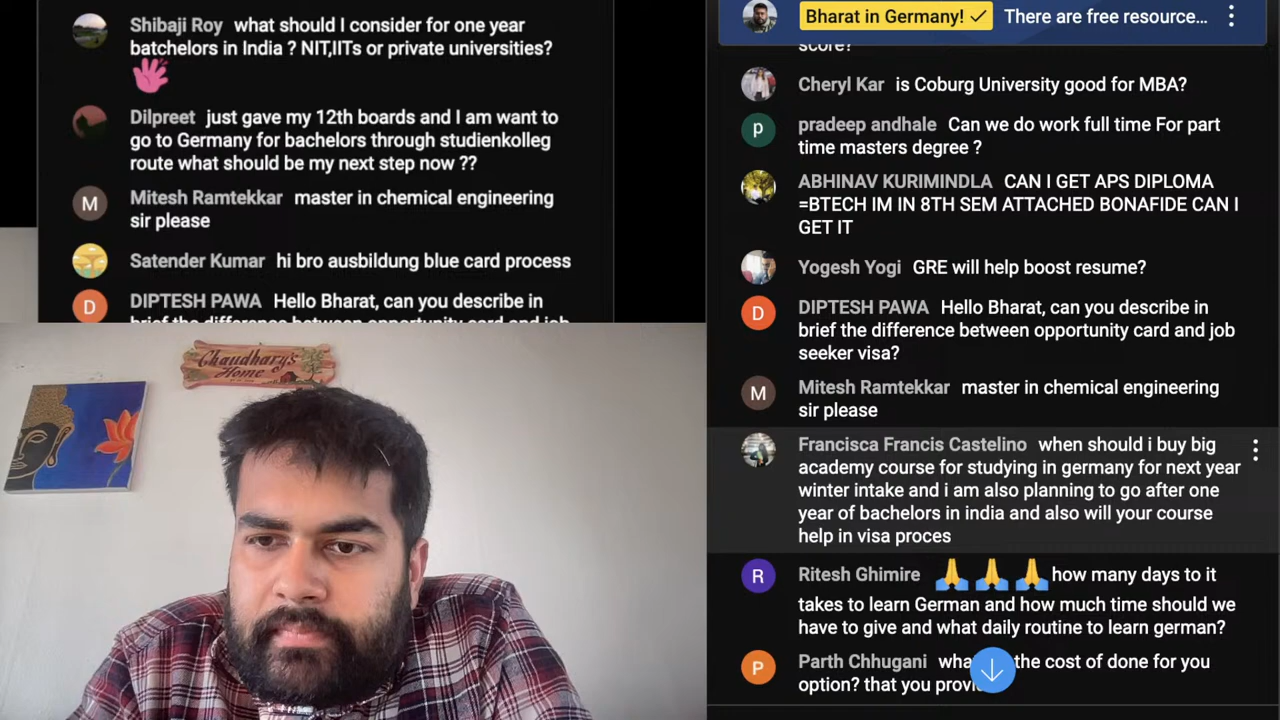 Shibaji Roy what should I consider for one year
batchelors in India ? NIT,IITs or private universities?
Dilpreet just gave my 12th boards and I am want to
go to Germany for bachelors through studienkolleg
route what should be my next step now ??
M
Mitesh Ramtekkar master in chemical engineering
sir please
Satender Kumar hi bro ausbildung blue card process
D
DIPTESH PAWA Hello Bharat, can you describe in
brief the difference between opportunity card and job
Chaudhary's
Home
Bharat in Germany! ✓ There are free resource...
score?
Cheryl Kar is Coburg University good for MBA?
p
pradeep andhale Can we do work full time For part
time masters degree ?
ABHINAV KURIMINDLA CAN I GET APS DIPLOMA
=BTECH IM IN 8TH SEM ATTACHED BONAFIDE CAN I
GET IT
Yogesh Yogi GRE will help boost resume?
D
DIPTESH PAWA Hello Bharat, can you describe in
brief the difference between opportunity card and job
seeker visa?
M
Mitesh Ramtekkar master in chemical engineering
sir please
Francisca Francis Castelino when should i buy big
academy course for studying in germany for next year
winter intake and i am also planning to go after one
year of bachelors in india and also will your course
help in visa proces
R
Ritesh Ghimire 🙏 🙏 🙏 how many days to it
takes to learn German and how much time should we
have to give and what daily routine to learn german?
P
Parth Chhugani the cost of done for you
option? that you